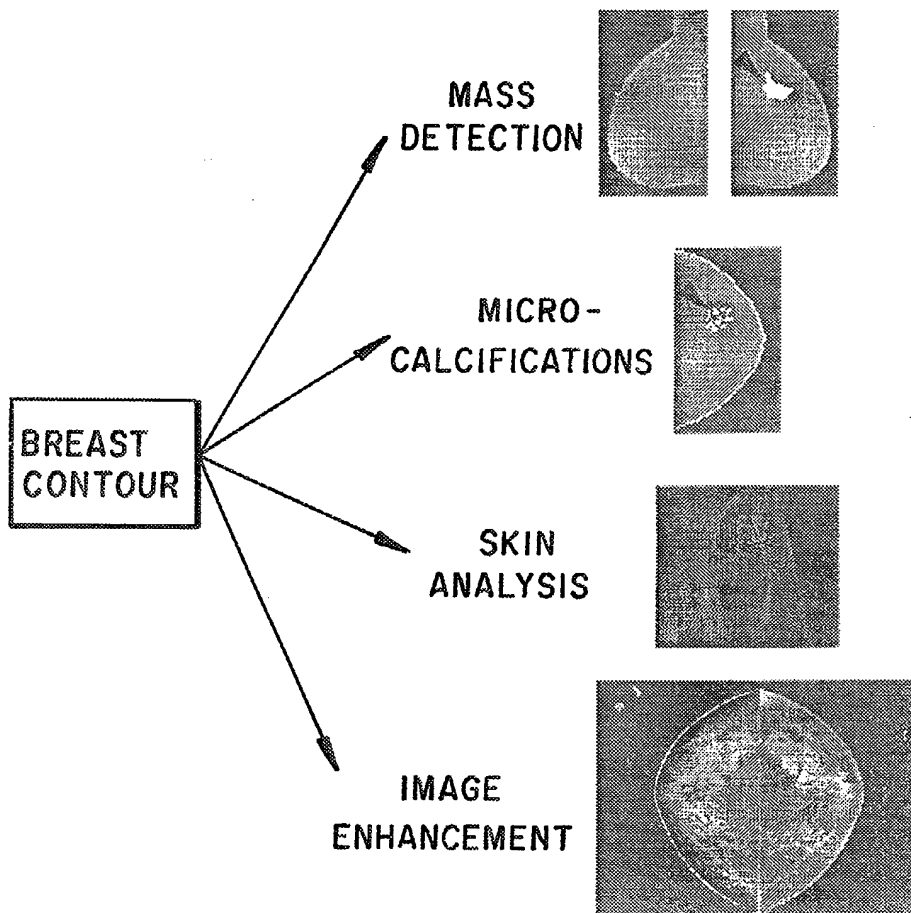 MASS
DETECTION
MICRO-
CALCIFICATIONS
BREAST
CONTOUR
SKIN
ANALYSIS
IMAGE
ENHANCEMENT